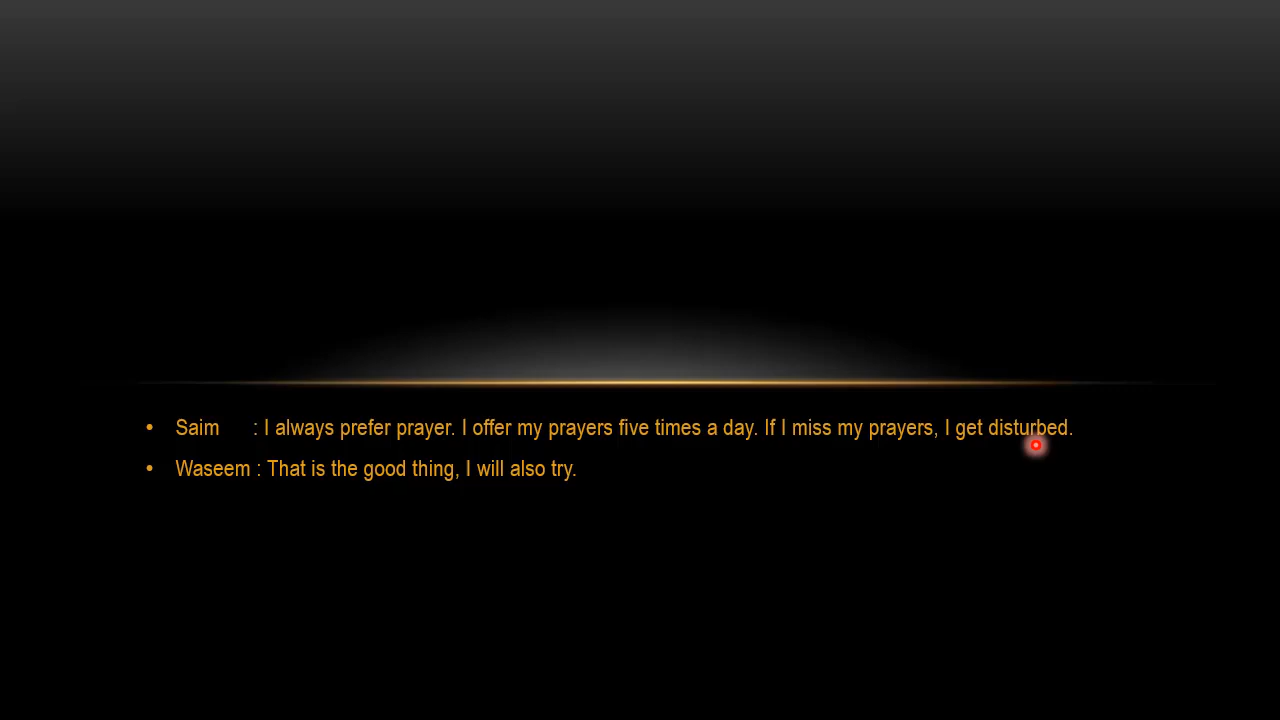 • Saim : I always prefer prayer. I offer my prayers five times a day. If I miss my prayers, I get disturbed.
• Waseem : That is the good thing, I will also try.